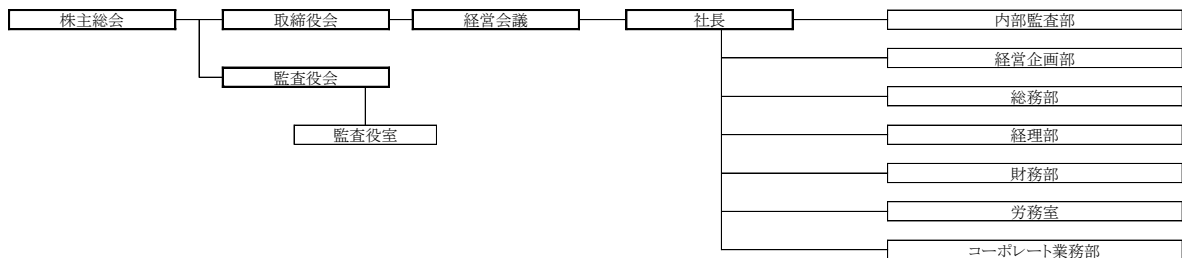 株主総会
取締役会
経営会議
社長
内部監査部
経営企画部
監査役会
総務部
監査役室
経理部
財務部
労務室
コーポレート業務部